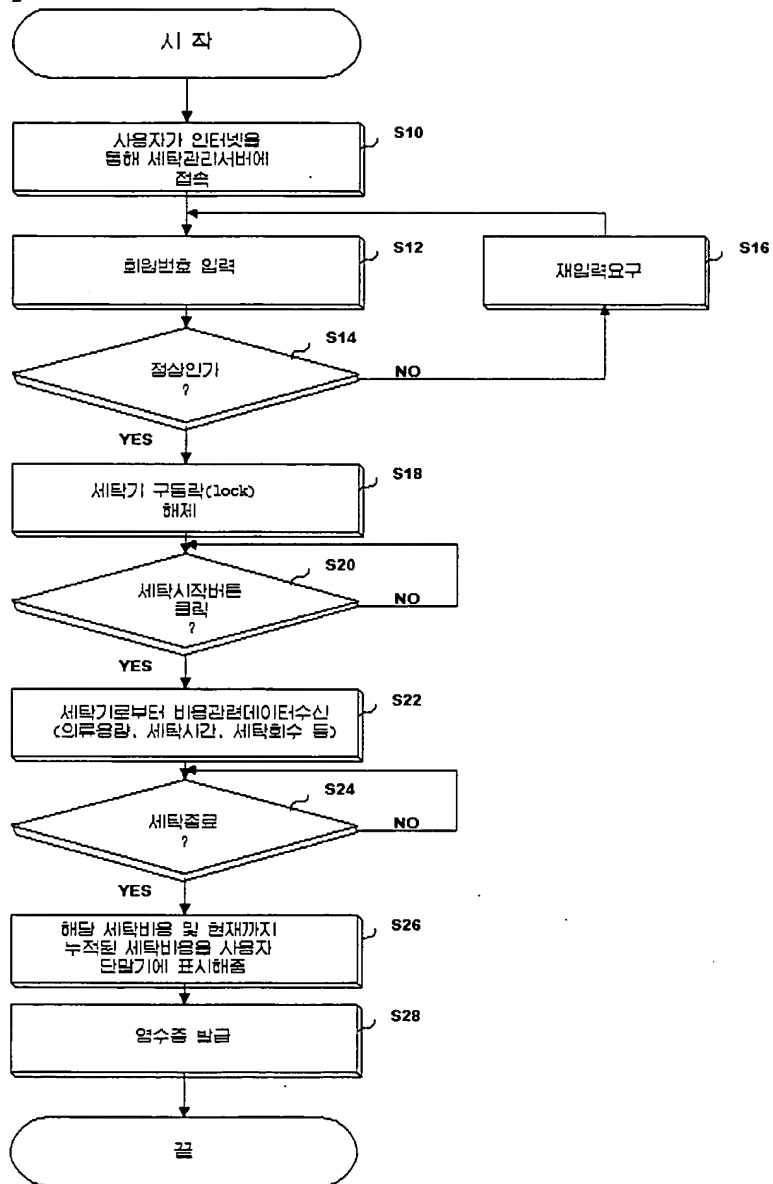 시 작
사용자가 인터넷을
통해 세탁관리서버에
접속
S10
회원번호 입력
S12
재입력요구
S16
정상인가
?
S14
NO
YES
세탁기 구동락(lock)
해제
S18
세탁시작버튼
클릭
?
S20
NO
YES
세탁기로부터 비용관련데이터수신
(의류용량, 세탁시간, 세탁회수 등)
S22
세탁종료
?
S24
NO
YES
해당 세탁비용 및 현재까지
누적된 세탁비용을 사용자
단말기에 표시해줌
S26
영수증 발급
S28
끝